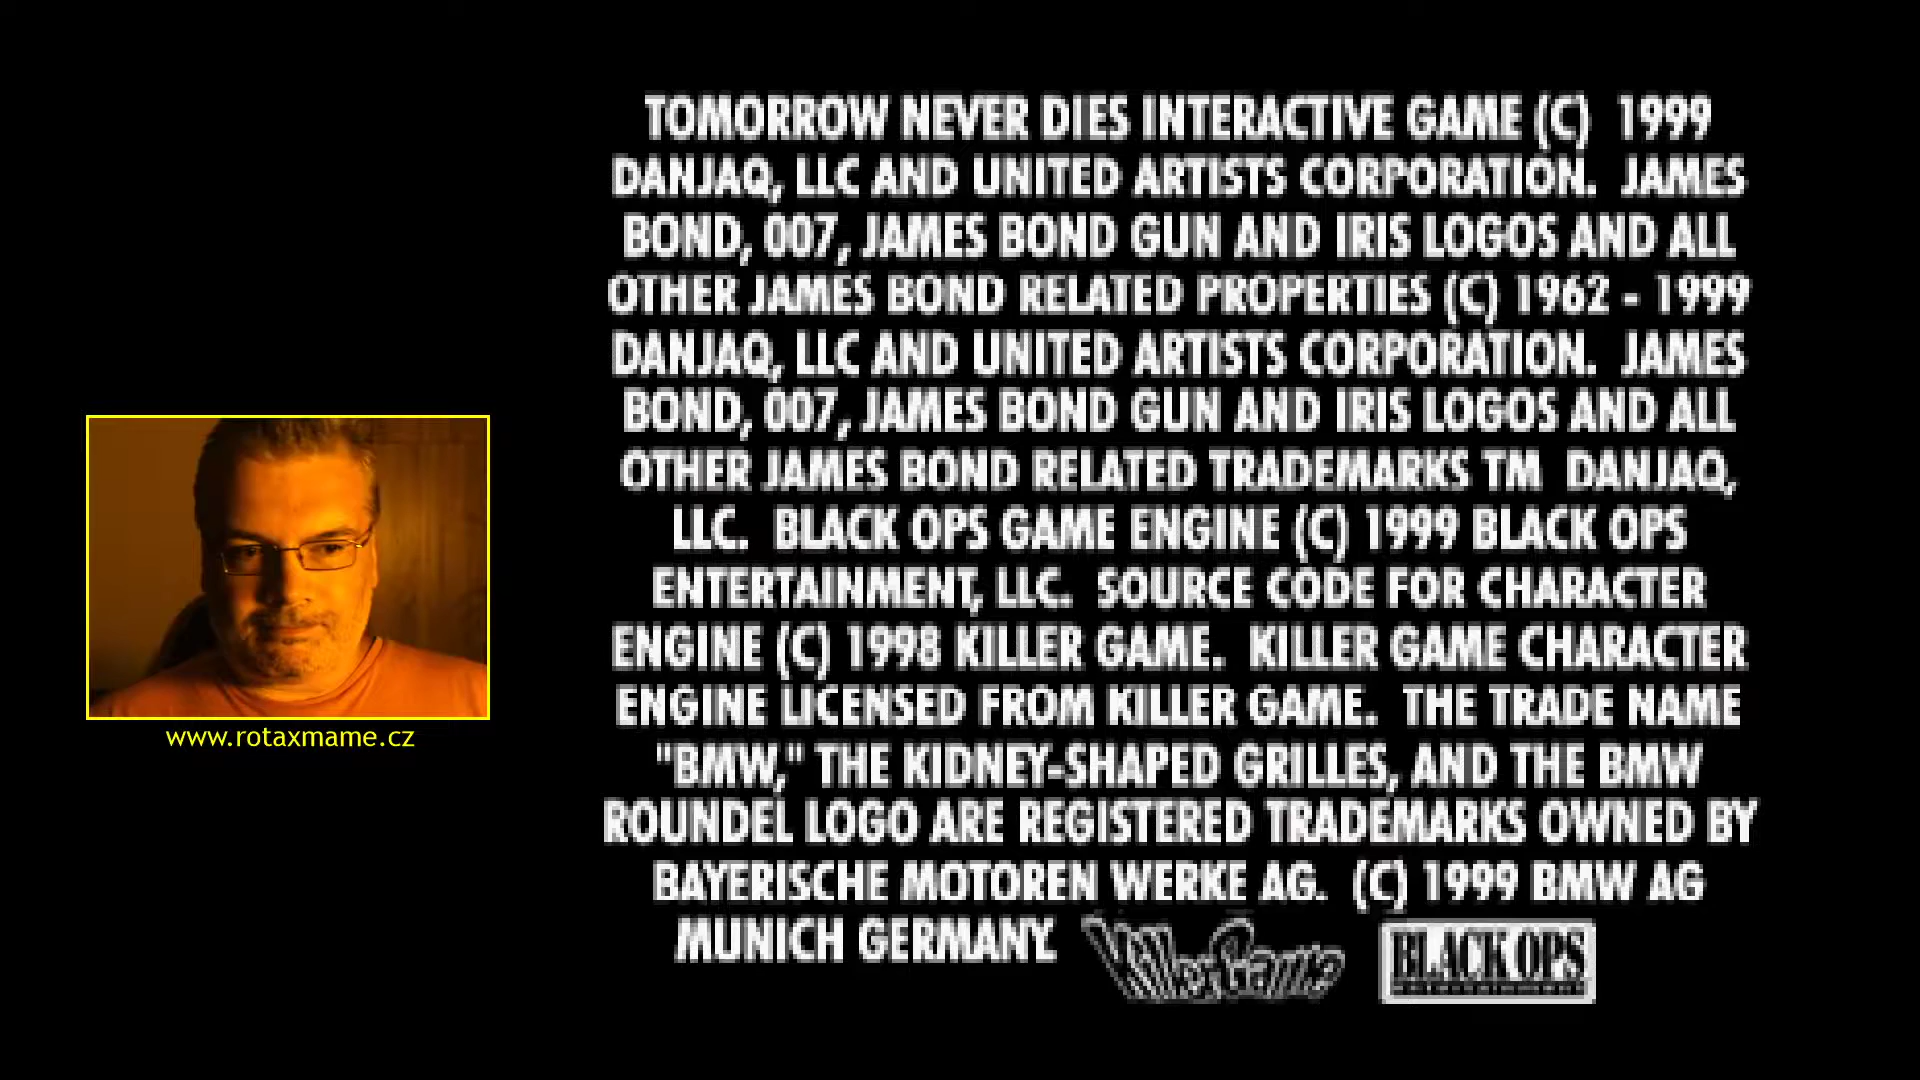 TOMORROW NEVER DIES INTERACTIVE GAME (C) 1999
DANJAQ, LLC AND UNITED ARTISTS CORPORATION. JAMES
BOND, 007, JAMES BOND GUN AND IRIS LOGOS AND ALL
OTHER JAMES BOND RELATED PROPERTIES (C) 1962 - 1999
DANJAQ, LLC AND UNITED ARTISTS CORPORATION. JAMES
BOND, 007, JAMES BOND GUN AND IRIS LOGOS AND ALL
OTHER JAMES BOND RELATED TRADEMARKS TM DANJAQ,
LLC. BLACK OPS GAME ENGINE (C) 1999 BLACK OPS
ENTERTAINMENT, LLC. SOURCE CODE FOR CHARACTER
ENGINE (C) 1998 KILLER GAME. KILLER GAME CHARACTER
ENGINE LICENSED FROM KILLER GAME. THE TRADE NAME
"BMW," THE KIDNEY-SHAPED GRILLES, AND THE BMW
ROUNDEL LOGO ARE REGISTERED TRADEMARKS OWNED BY
BAYERISCHE MOTOREN WERKE AG. (C) 1999 BMW AG
MUNICH GERMANY.
Killer Game
BLACK OPS
www.rotaxmame.cz